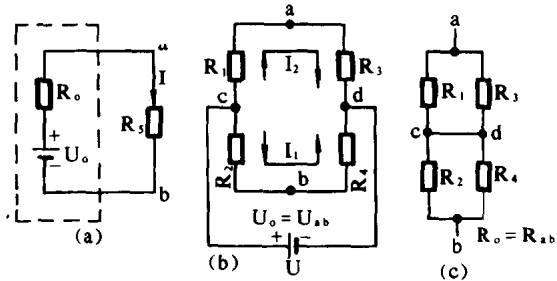 a
R₀
+
U₀
−
I
R₅
b
(a)
a
R₁
I₂
R₃
c
d
R₂
I₁
R₄
b
U₀=Uₐb
+
−
U
(b)
a
R₁
R₃
c
d
R₂
R₄
b
R₀=Rₐb
(c)